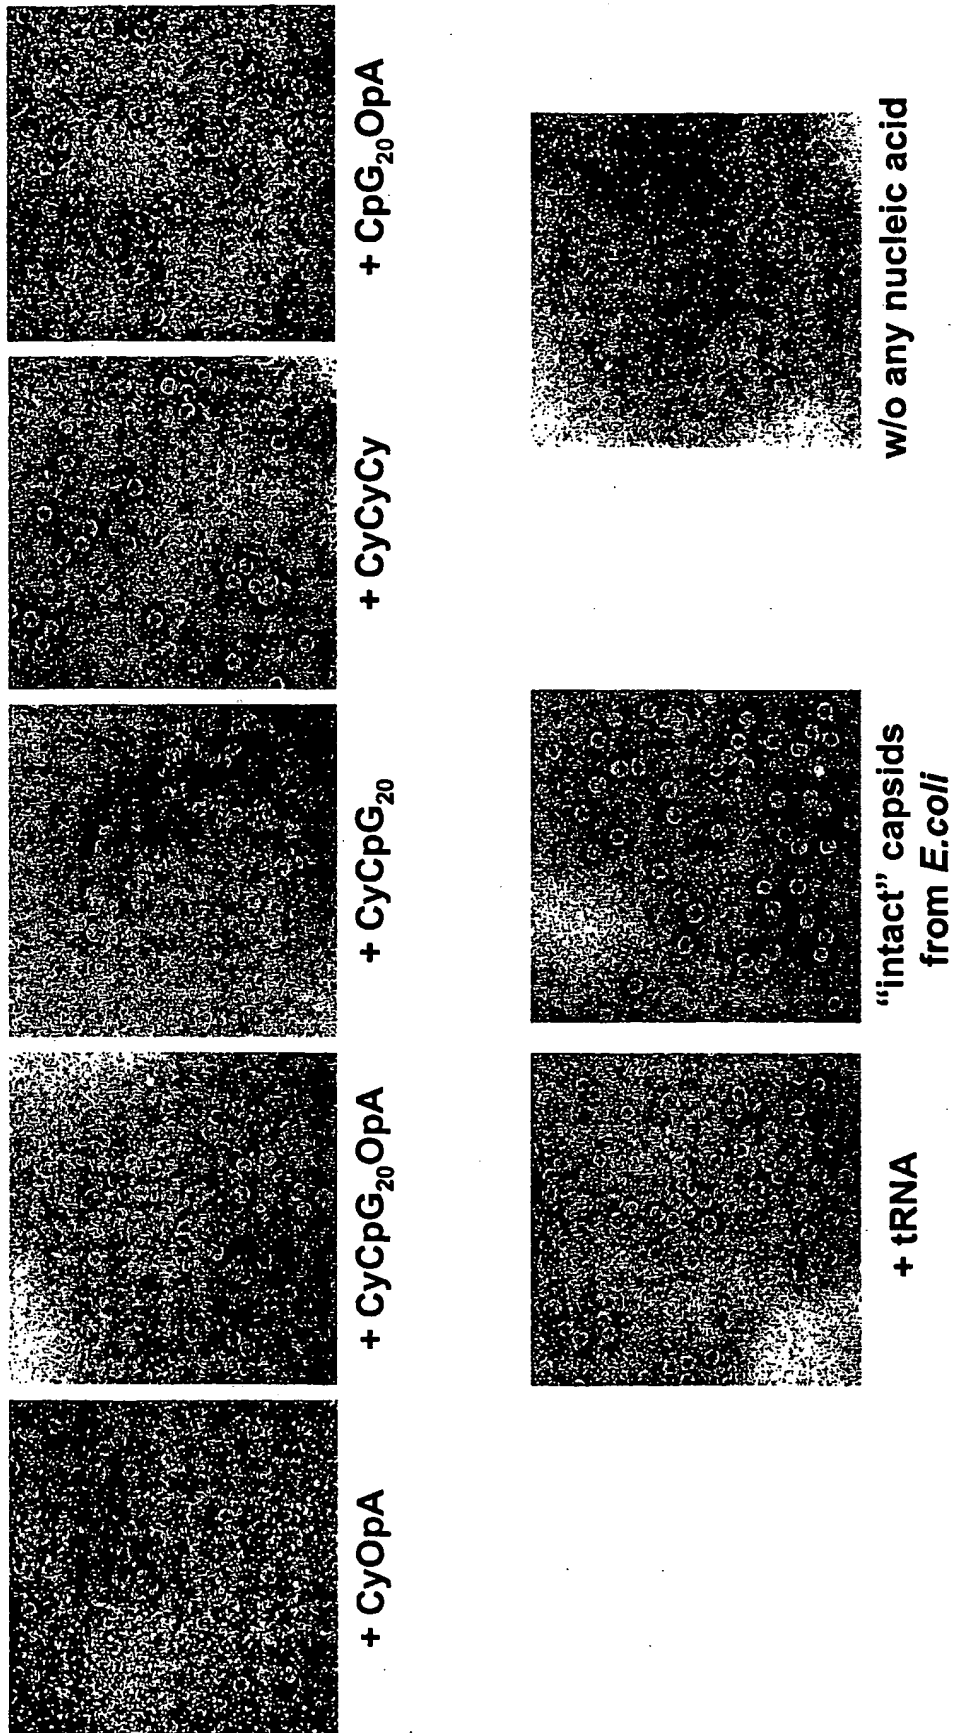 + CyOpA
+ CyCpG₂₀OpA
+ CyCpG₂₀
+ CyCyCy
+ CpG₂₀OpA
+ tRNA
“intact” capsids
from E.coli
w/o any nucleic acid